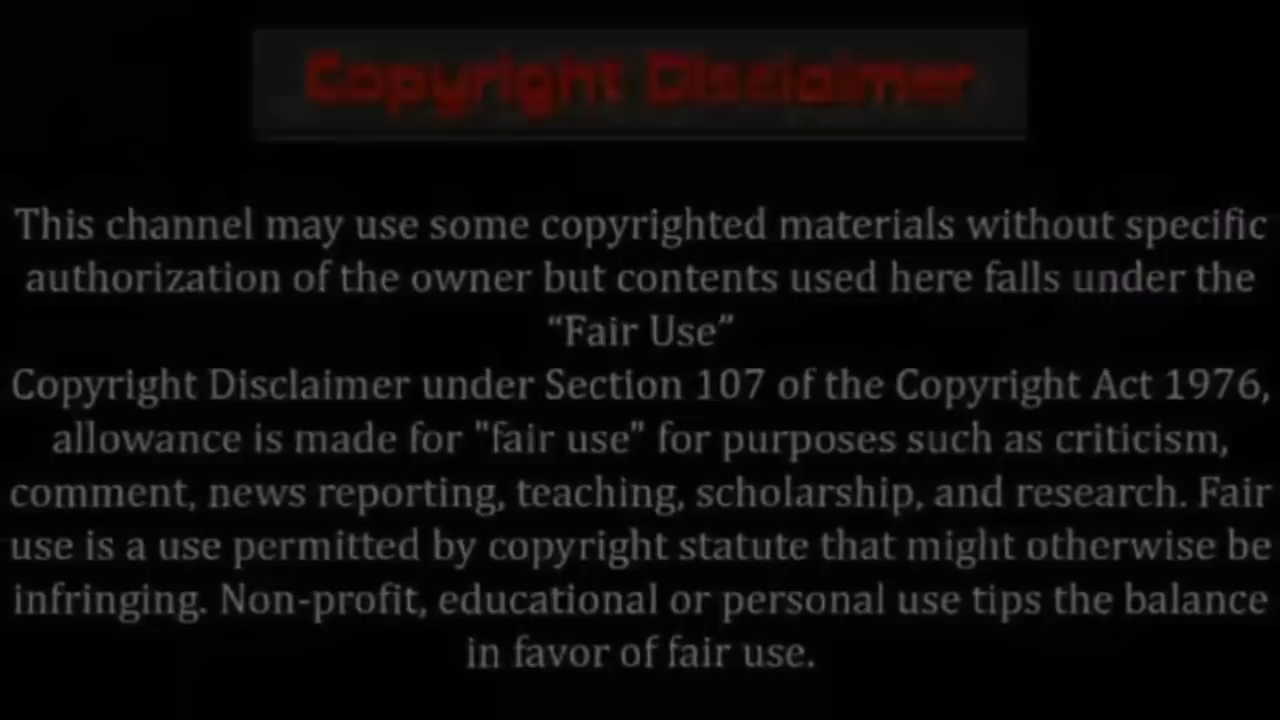 Copyright Disclaimer
This channel may use some copyrighted materials without specific
authorization of the owner but contents used here falls under the
“Fair Use”
Copyright Disclaimer under Section 107 of the Copyright Act 1976,
allowance is made for "fair use" for purposes such as criticism,
comment, news reporting, teaching, scholarship, and research. Fair
use is a use permitted by copyright statute that might otherwise be
infringing. Non-profit, educational or personal use tips the balance
in favor of fair use.